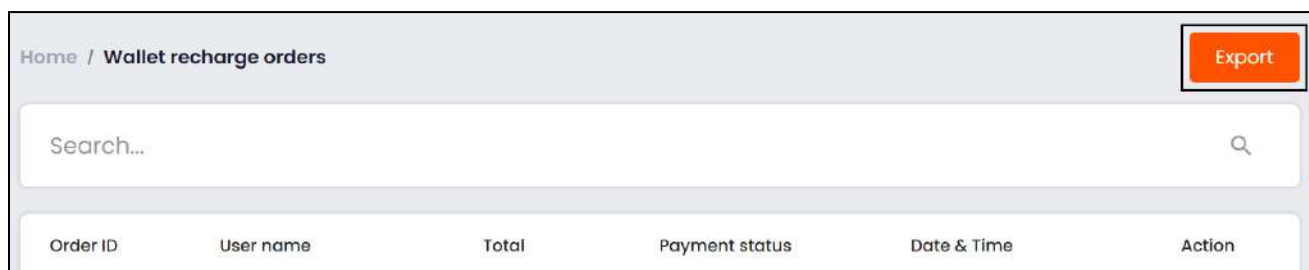 Home / Wallet recharge orders Export
Search...
Order ID User name Total Payment status Date & Time Action